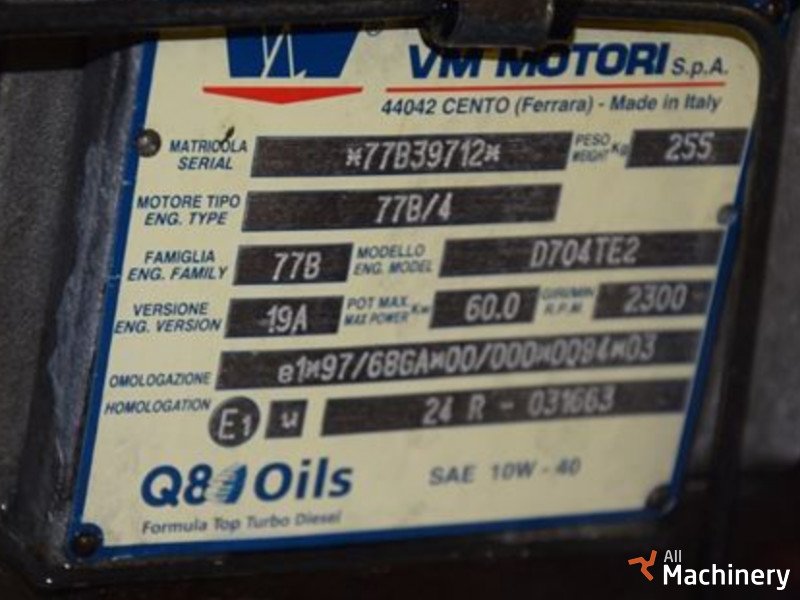 VM MOTORI S.p.A.
44042 CENTO (Ferrara) - Made in Italy
MATRICOLA SERIAL *77B39712* PESO WEIGHT Kg 255
MOTORE TIPO ENG. TYPE 77B/4
FAMIGLIA ENG. FAMILY 77B MODELLO ENG. MODEL D704TE2
VERSIONE ENG. VERSION 19A POT MAX. MAX POWER Kw 60.0 GIRI/MIN R.P.M. 2300
OMOLOGAZIONE HOMOLOGATION e1*97/68GA*00/000*0084*03
E1 24 R - 031663
Q8 Oils SAE 10W - 40
Formula Top Turbo Diesel
All Machinery